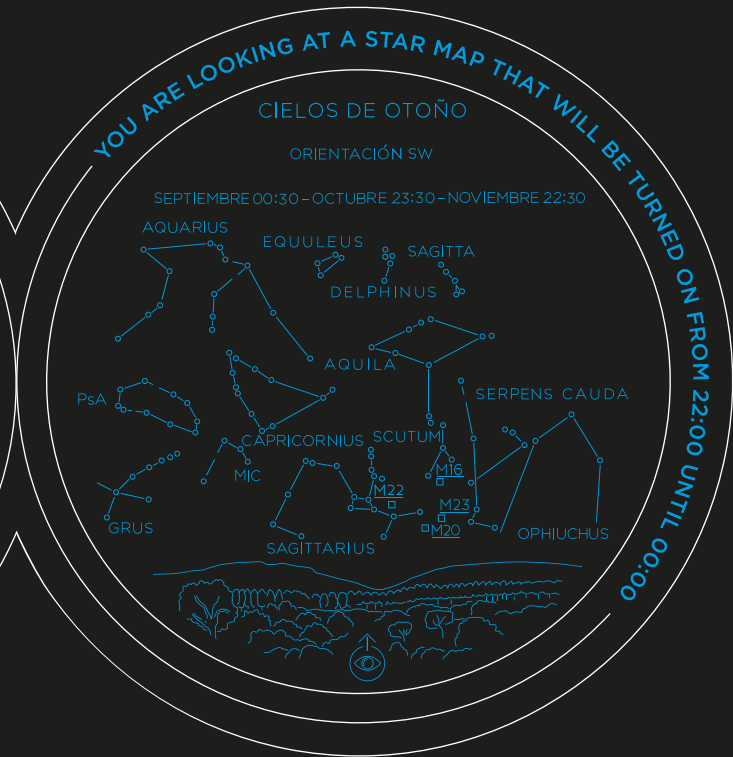 YOU ARE LOOKING AT A STAR MAP THAT WILL BE TURNED ON FROM 22:00 UNTIL 00:00
CIELOS DE OTOÑO
ORIENTACIÓN SW
SEPTIEMBRE 00:30 – OCTUBRE 23:30 – NOVIEMBRE 22:30
AQUARIUS
EQUULEUS
SAGITTA
DELPHINUS
AQUILA
SERPENS CAUDA
PsA
CAPRICORNIUS
SCUTUM
MIC
M16
M22
M23
M20
GRUS
SAGITTARIUS
OPHIUCHUS